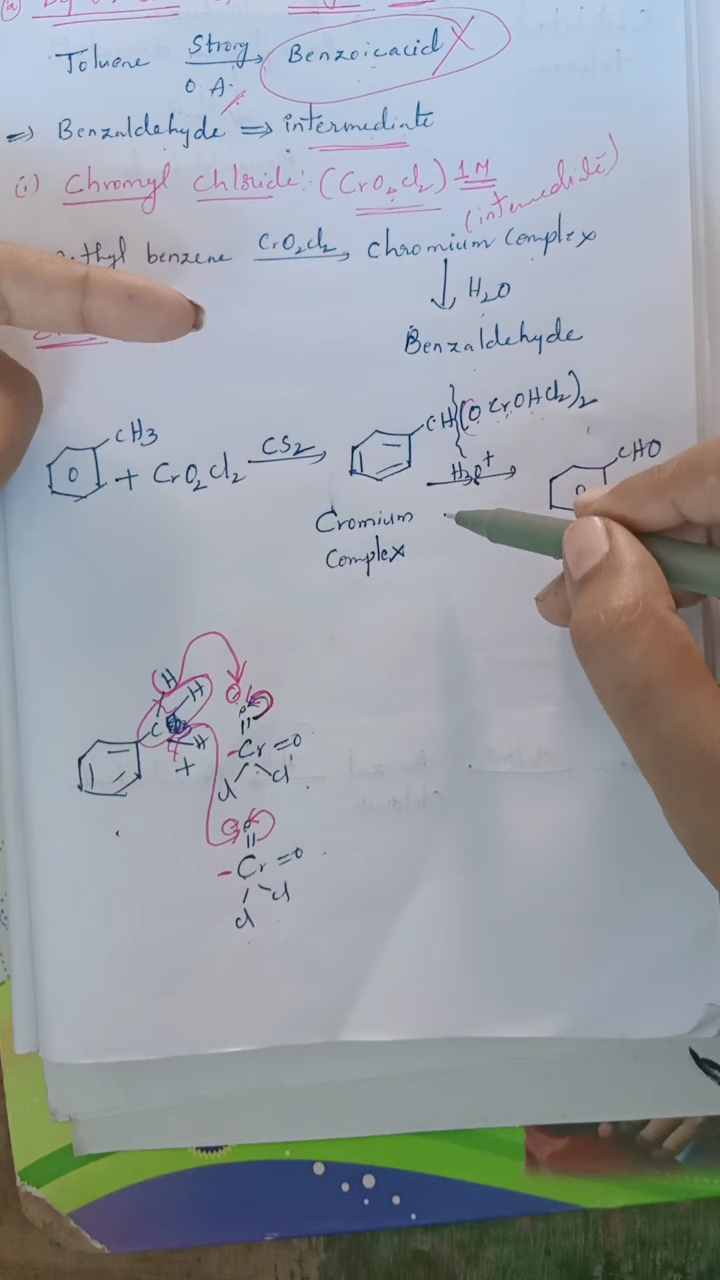 (a)
Toluene Strong O.A. Benzoicacid X
=> Benzaldehyde => intermediate
(i) Chromyl chloride: (CrO2Cl2) 1M
(intermediate)
thyl benzene CrO2Cl2 chromium Complex
↓ H2O
Benzaldehyde
CH3 + CrO2Cl2 CS2 CH(OCrOHCl2)2 H3O+ CHO
Cromium
Complex
H
H
C
H
+
O
-Cr=O
Cl Cl
O
-Cr=O
Cl
Cl